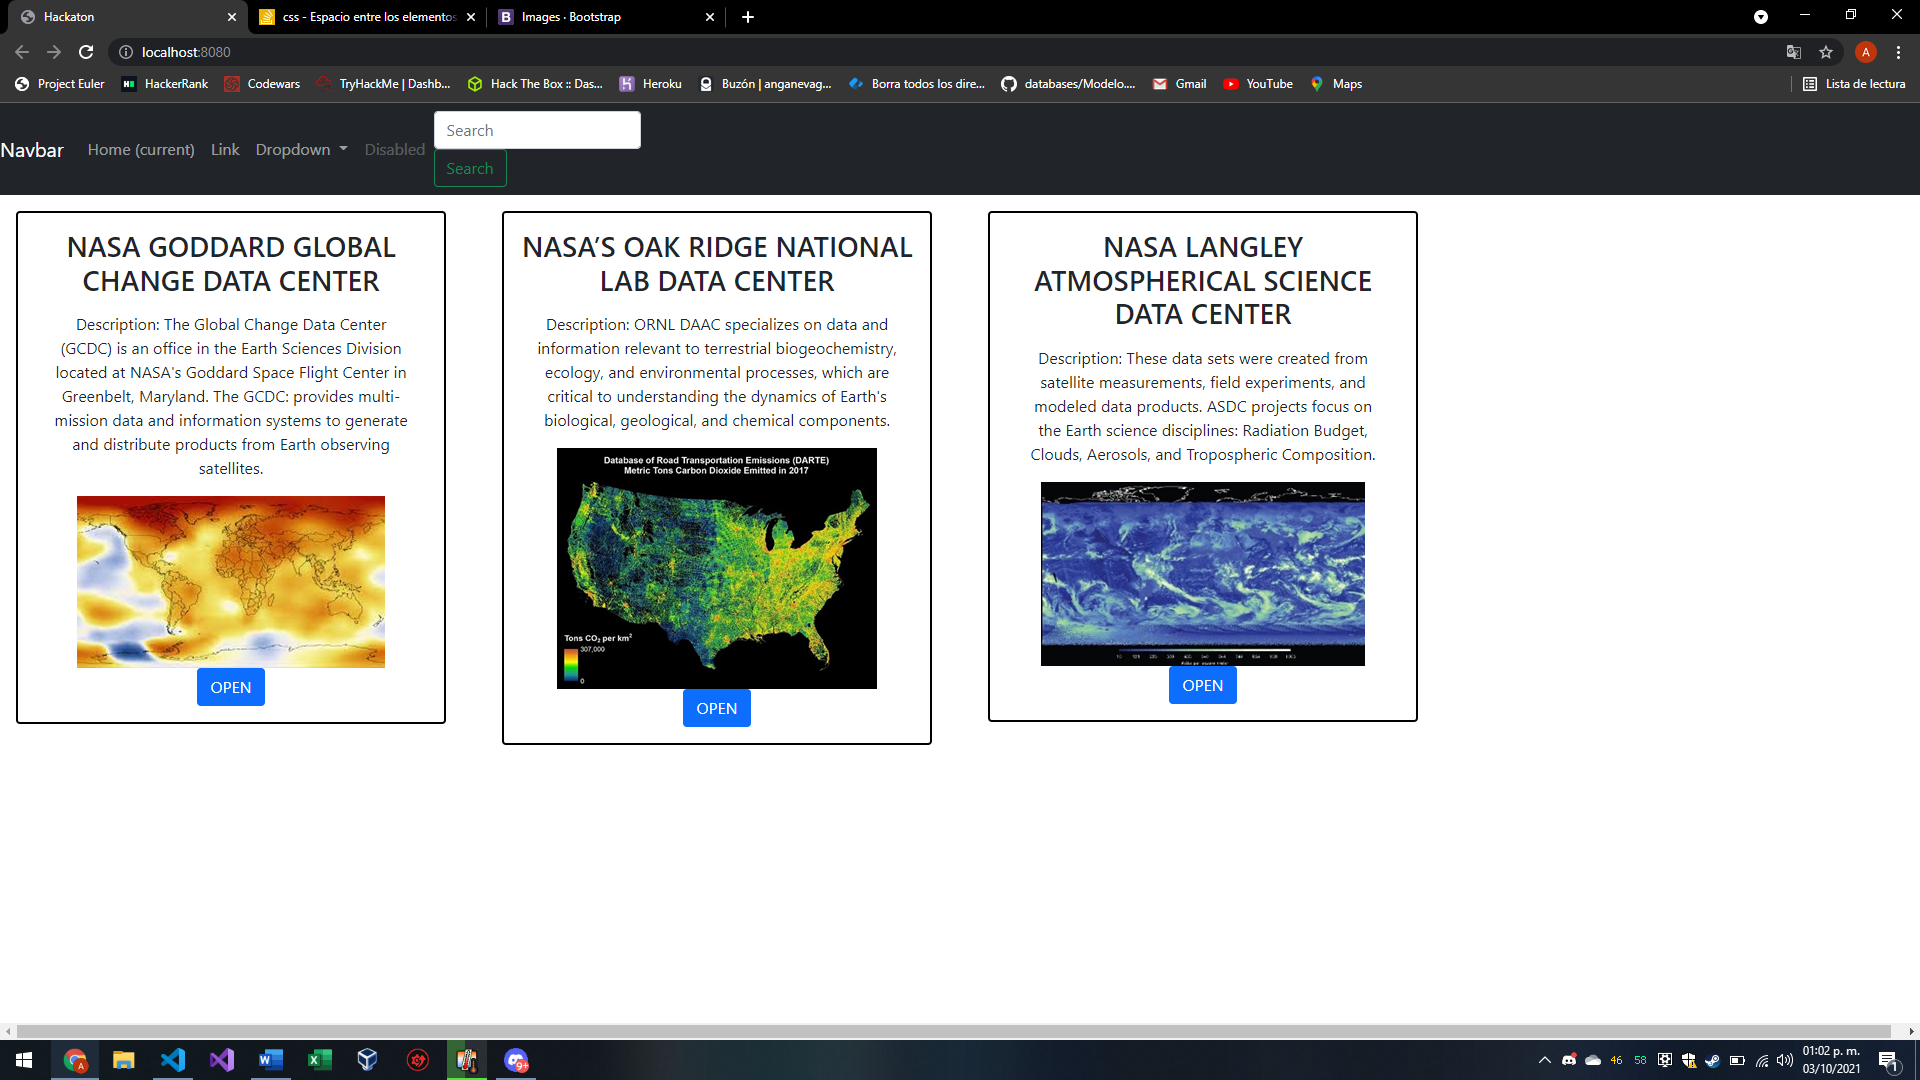 Hackaton
css - Espacio entre los elementos
Images · Bootstrap
localhost:8080
A
Project Euler
HackerRank
Codewars
TryHackMe | Dashb...
Hack The Box :: Das...
Heroku
Buzón | anganevag...
Borra todos los dire...
databases/Modelo....
Gmail
YouTube
Maps
Lista de lectura
Navbar
Home (current)
Link
Dropdown
Disabled
Search
Search
NASA GODDARD GLOBAL
CHANGE DATA CENTER
Description: The Global Change Data Center
(GCDC) is an office in the Earth Sciences Division
located at NASA's Goddard Space Flight Center in
Greenbelt, Maryland. The GCDC: provides multi-
mission data and information systems to generate
and distribute products from Earth observing
satellites.
OPEN
NASA’S OAK RIDGE NATIONAL
LAB DATA CENTER
Description: ORNL DAAC specializes on data and
information relevant to terrestrial biogeochemistry,
ecology, and environmental processes, which are
critical to understanding the dynamics of Earth's
biological, geological, and chemical components.
Database of Road Transportation Emissions (DARTE)
Metric Tons Carbon Dioxide Emitted in 2017
Tons CO₂ per km²
307,000
0
OPEN
NASA LANGLEY
ATMOSPHERICAL SCIENCE
DATA CENTER
Description: These data sets were created from
satellite measurements, field experiments, and
modeled data products. ASDC projects focus on
the Earth science disciplines: Radiation Budget,
Clouds, Aerosols, and Tropospheric Composition.
OPEN
46
58
01:02 p. m.
03/10/2021
1